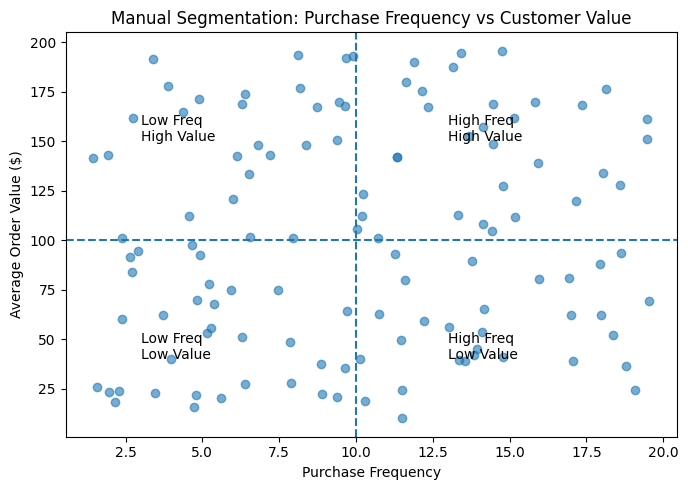 Manual Segmentation: Purchase Frequency vs Customer Value
Average Order Value ($)
200
175
150
125
100
75
50
25
Low Freq
High Value
High Freq
High Value
Low Freq
Low Value
High Freq
Low Value
2.5
5.0
7.5
10.0
12.5
15.0
17.5
20.0
Purchase Frequency